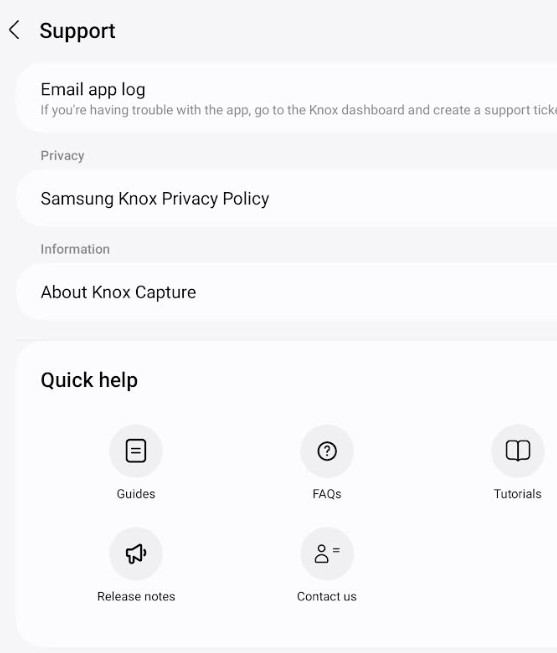 Support
Email app log
If you're having trouble with the app, go to the Knox dashboard and create a support
Privacy
Samsung Knox Privacy Policy
Information
About Knox Capture
Quick help
Guides
FAQs
Tutorials
Release notes
Contact us